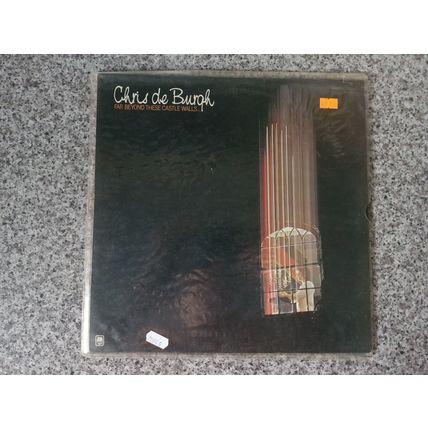 Chris de Burgh
FAR BEYOND THESE CASTLE WALLS...